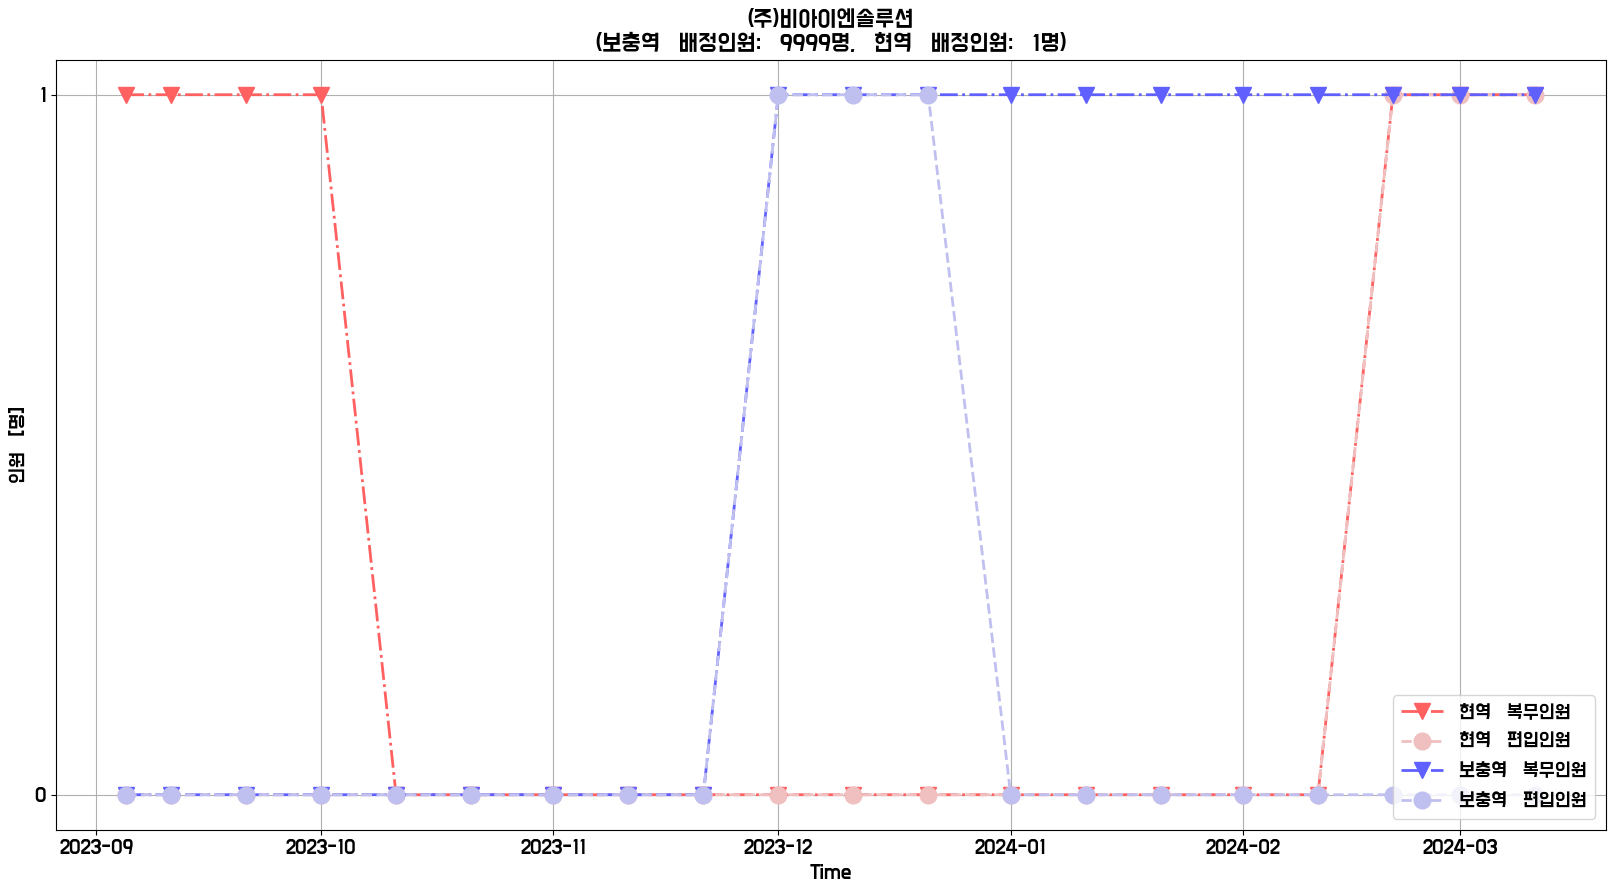 (주)비아이엔솔루션
(보충역 배정인원: 9999명, 현역 배정인원: 1명)
인원 [명]
1
0
현역 복무인원
현역 편입인원
보충역 복무인원
보충역 편입인원
2023-09 2023-10 2023-11 2023-12 2024-01 2024-02 2024-03
Time